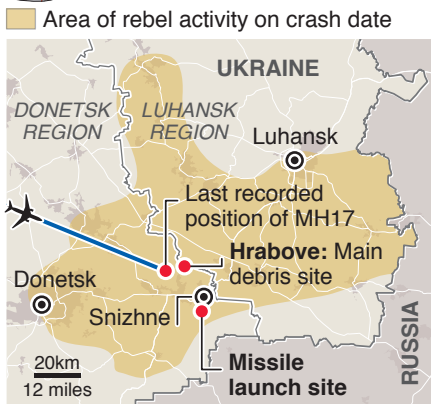 Area of rebel activity on crash date
UKRAINE
DONETSK
REGION
LUHANSK
REGION
Luhansk
Last recorded
position of MH17
Hrabove: Main
debris site
Donetsk
Snizhne
Missile
launch site
20km
12 miles
RUSSIA